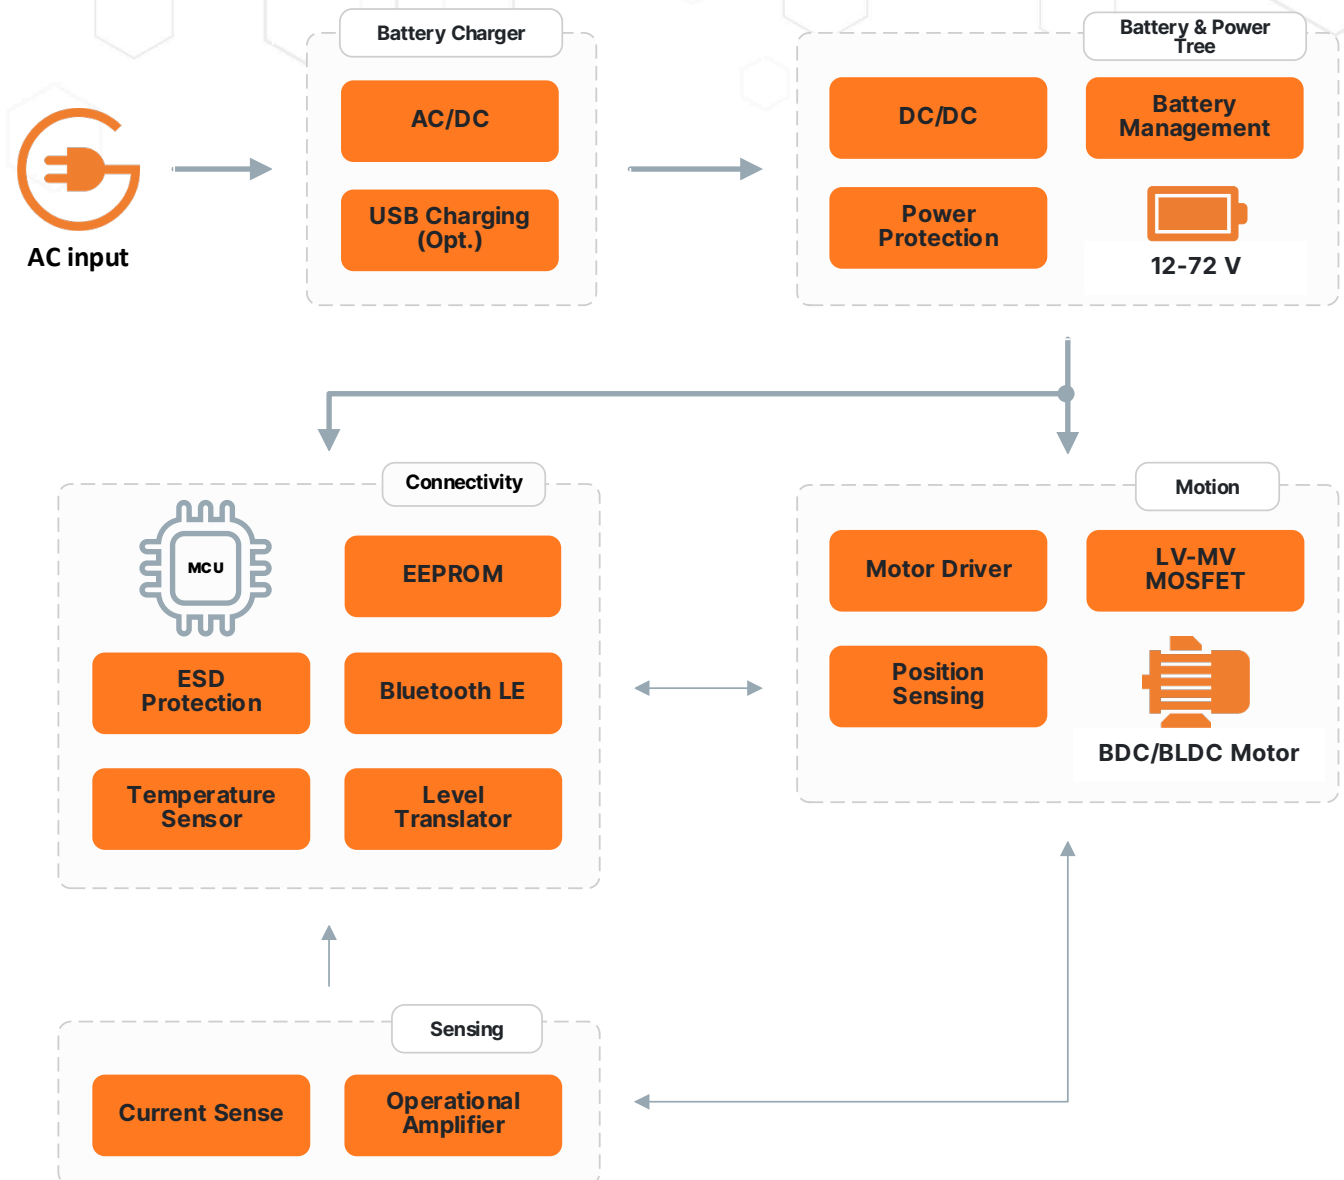 Battery Charger
AC/DC
USB Charging
(Opt.)
AC input
Battery & Power
Tree
DC/DC
Battery
Management
Power
Protection
12-72 V
Connectivity
MCU
EEPROM
ESD
Protection
Bluetooth LE
Temperature
Sensor
Level
Translator
Motion
Motor Driver
LV-MV
MOSFET
Position
Sensing
BDC/BLDC Motor
Sensing
Current Sense
Operational
Amplifier